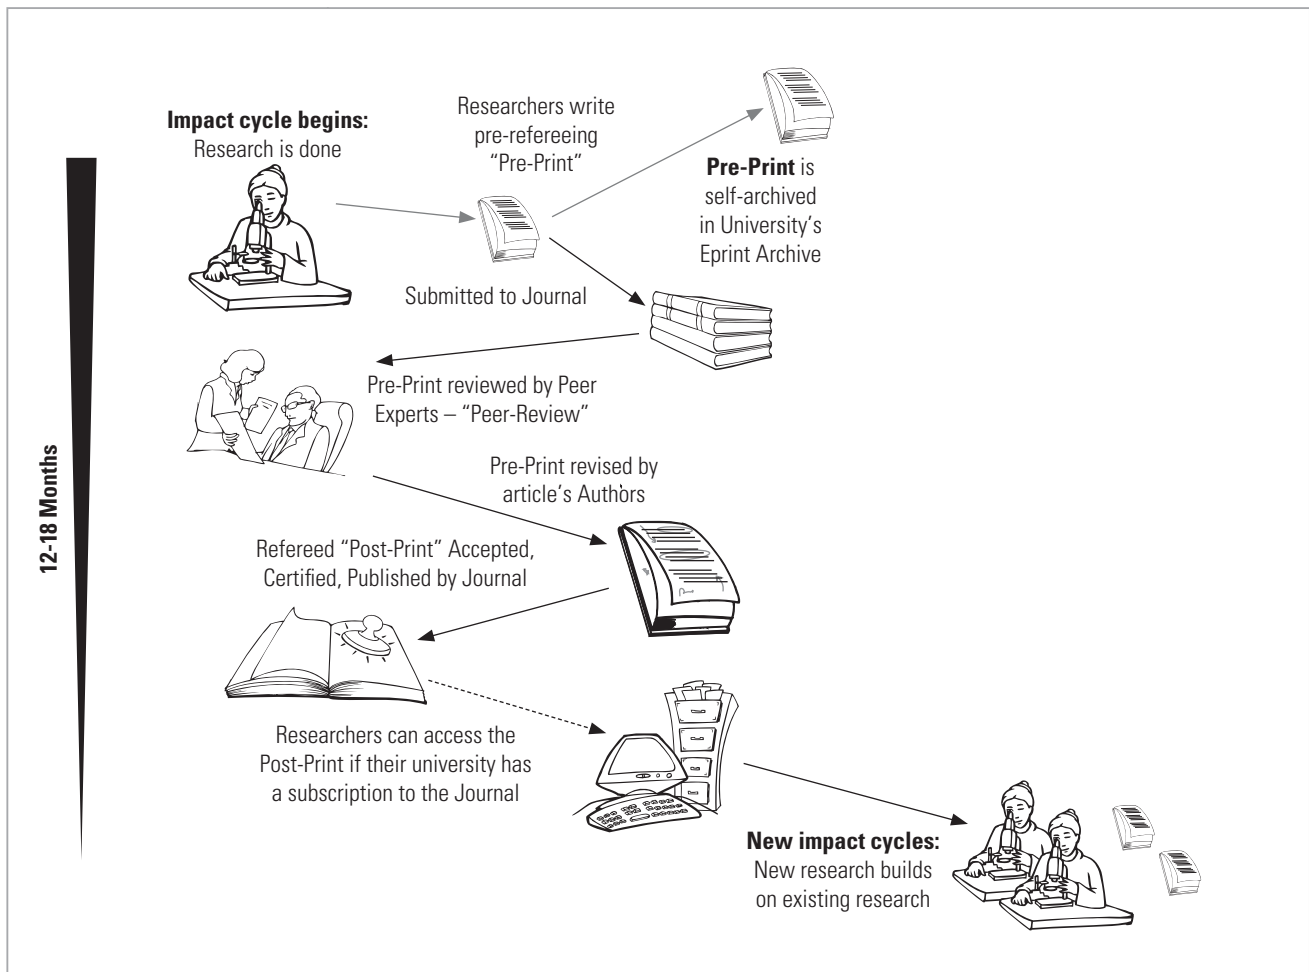 Impact cycle begins:
Research is done
Researchers write
pre-refereeing
“Pre-Print”
Pre-Print is
self-archived
in University’s
Eprint Archive
Submitted to Journal
Pre-Print reviewed by Peer
Experts – “Peer-Review”
12-18 Months
Pre-Print revised by
article’s Authors
Refereed “Post-Print” Accepted,
Certified, Published by Journal
Researchers can access the
Post-Print if their university has
a subscription to the Journal
New impact cycles:
New research builds
on existing research